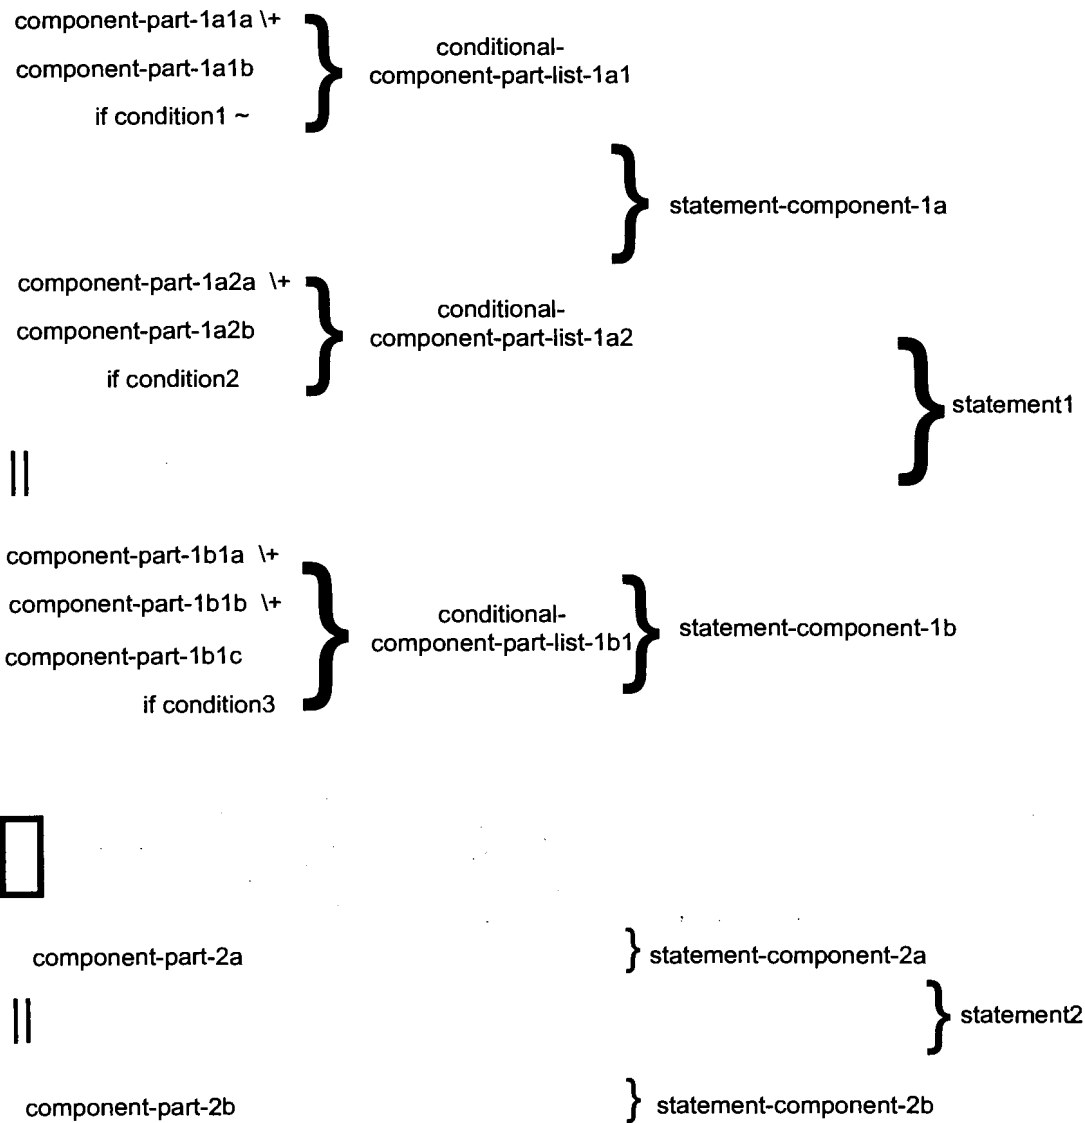 component-part-1a1a \+
component-part-1a1b
if condition1 ~
conditional-
component-part-list-1a1
statement-component-1a
component-part-1a2a \+
component-part-1a2b
if condition2
conditional-
component-part-list-1a2
statement1
||
component-part-1b1a \+
component-part-1b1b \+
component-part-1b1c
if condition3
conditional-
component-part-list-1b1
statement-component-1b
component-part-2a
statement-component-2a
||
statement2
component-part-2b
statement-component-2b